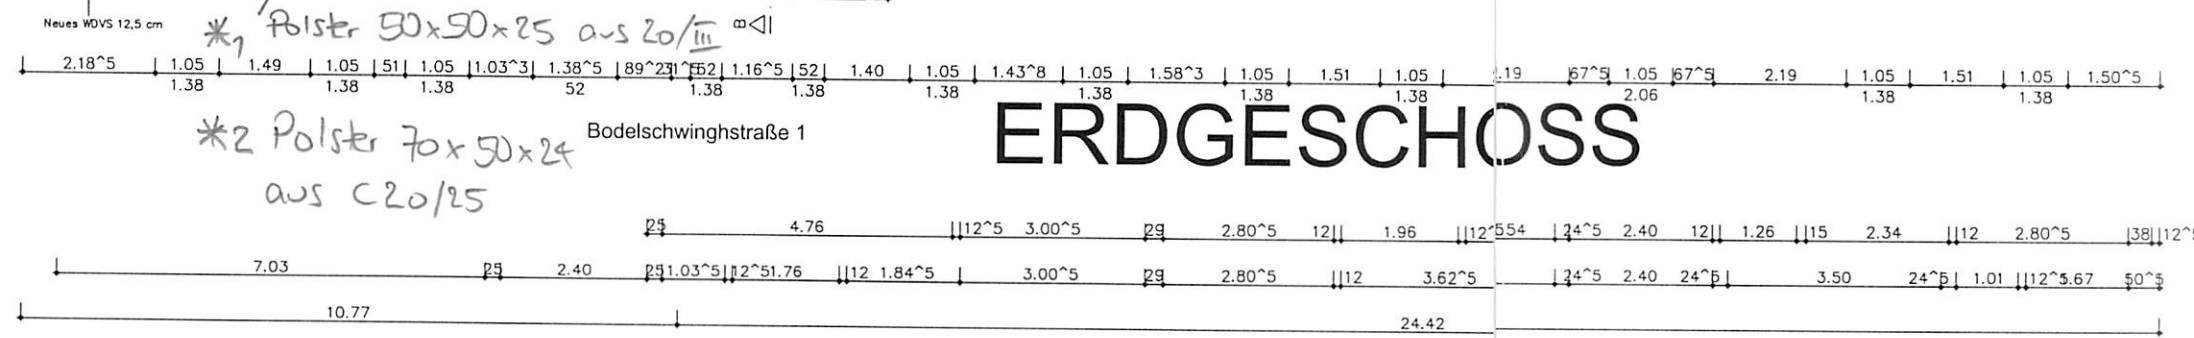 Neues WDVS 12,5 cm
*1 Polster 50x50x25 aus 20/III
B
2.18^5 1.05 1.49 1.05 51 1.05 1.03^3 1.38^5 89^2 52 1.16^5 52 1.40 1.05 1.43^8 1.05 1.58^3 1.05 1.51 1.05 .19 67^5 1.05 67^5 2.19 1.05 1.51 1.05 1.50^5
1.38 1.38 1.38 52 1.38 1.38 1.38 1.38 1.38 1.38 2.06 1.38 1.38
*2 Polster 70x50x24
aus C20/25
Bodelschwinghstraße 1
ERDGESCHOSS
25 4.76 12^5 3.00^5 29 2.80^5 12 1.96 12^5 54 24^5 2.40 12 1.26 15 2.34 12 2.80^5 38 12^5
7.03 25 2.40 25 1.03^5 12^5 1.76 12 1.84^5 3.00^5 29 2.80^5 12 3.62^5 24^5 2.40 24^5 3.50 24^5 1.01 12^5 .67 50^5
10.77 24.42